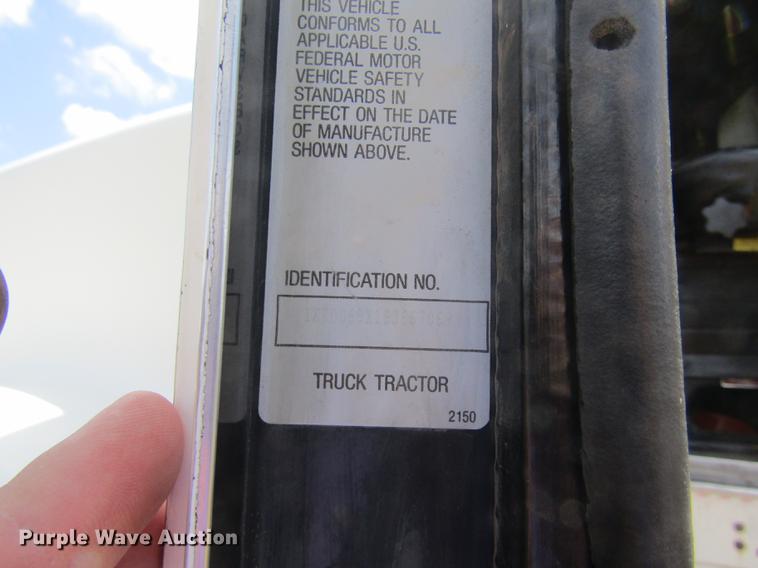 THIS VEHICLE
CONFORMS TO ALL
APPLICABLE U.S.
FEDERAL MOTOR
VEHICLE SAFETY
STANDARDS IN
EFFECT ON THE DATE
OF MANUFACTURE
SHOWN ABOVE.
IDENTIFICATION NO.
TRUCK TRACTOR
2150
Purple Wave Auction